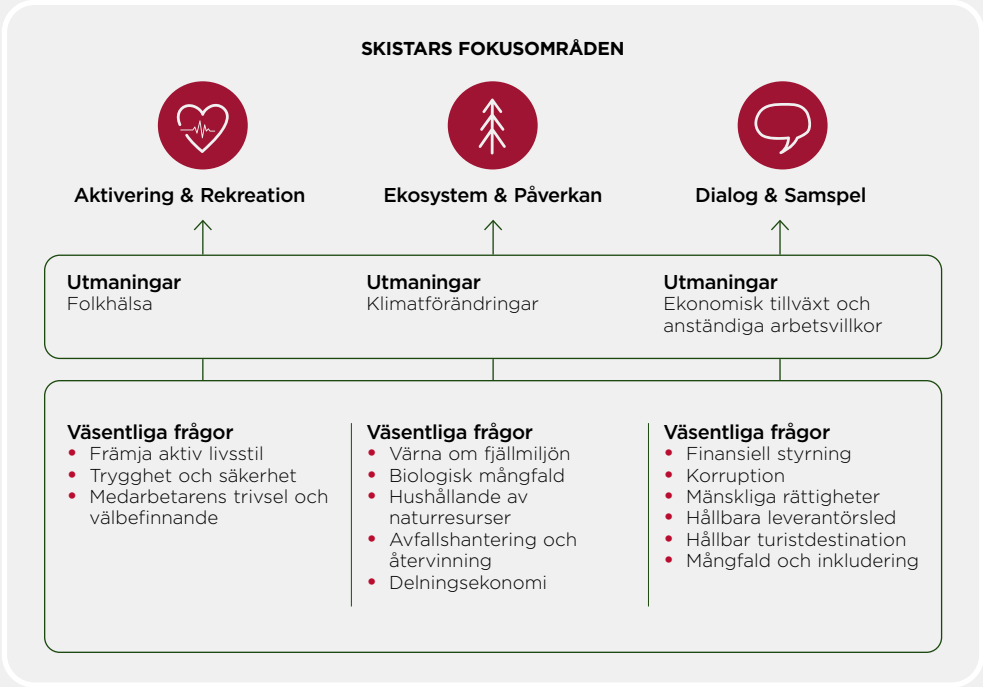 SKISTARS FOKUSOMRÅDEN
Aktivering & Rekreation
Ekosystem & Påverkan
Dialog & Samspel
Utmaningar
Folkhälsa
Utmaningar
Klimatförändringar
Utmaningar
Ekonomisk tillväxt och
anständiga arbetsvillkor
Väsentliga frågor
• Främja aktiv livsstil
• Trygghet och säkerhet
• Medarbetarens trivsel och
välbefinnande
Väsentliga frågor
• Värna om fjällmiljön
• Biologisk mångfald
• Hushållande av
naturresurser
• Avfallshantering och
återvinning
• Delningsekonomi
Väsentliga frågor
• Finansiell styrning
• Korruption
• Mänskliga rättigheter
• Hållbara leverantörsled
• Hållbar turistdestination
• Mångfald och inkludering